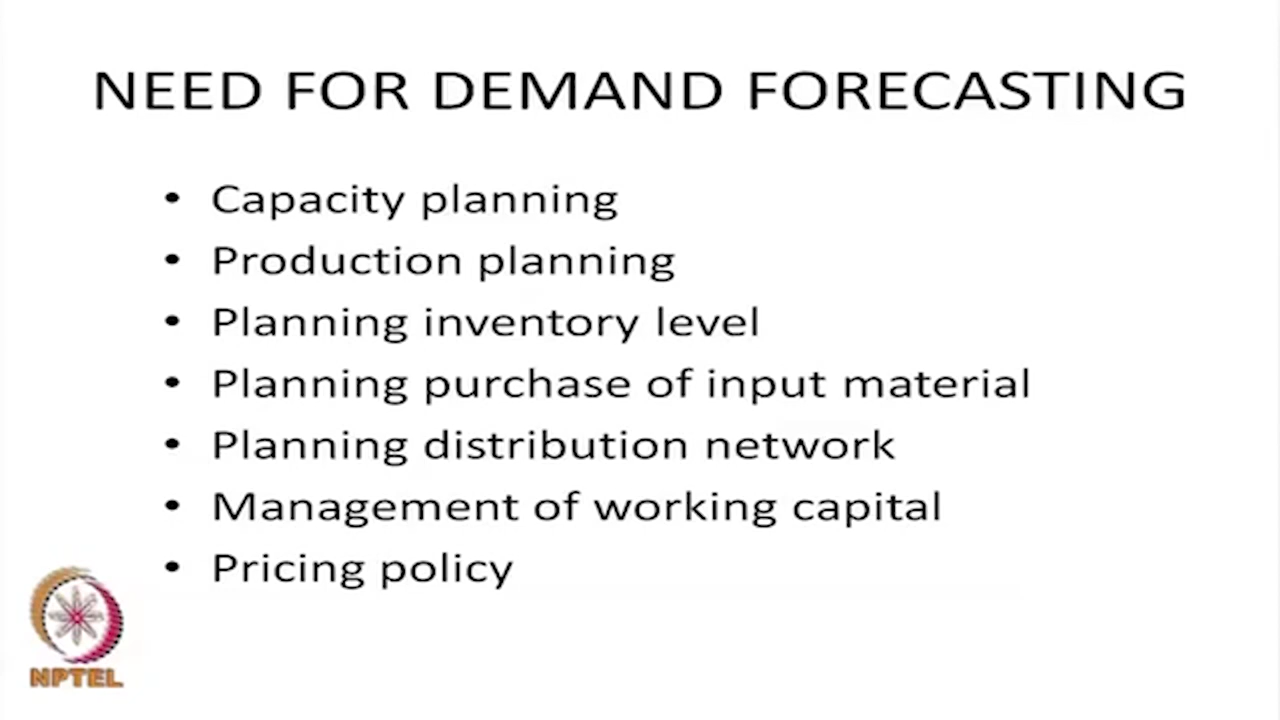 NEED FOR DEMAND FORECASTING
• Capacity planning
• Production planning
• Planning inventory level
• Planning purchase of input material
• Planning distribution network
• Management of working capital
• Pricing policy
NPTEL